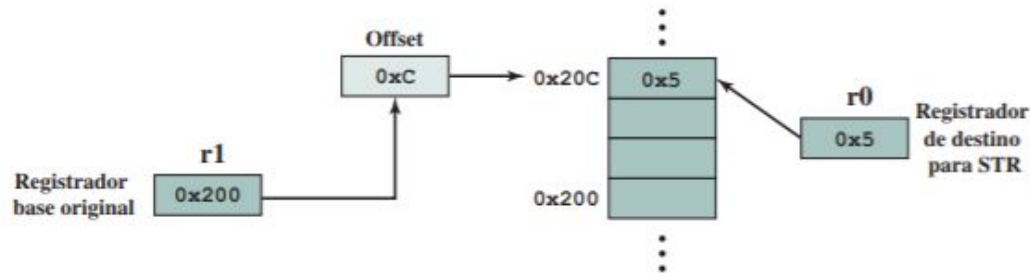 Offset
0xC
0x20C
0x5
r0
0x5
Registrador
de destino
para STR
r1
Registrador
base original
0x200
0x200